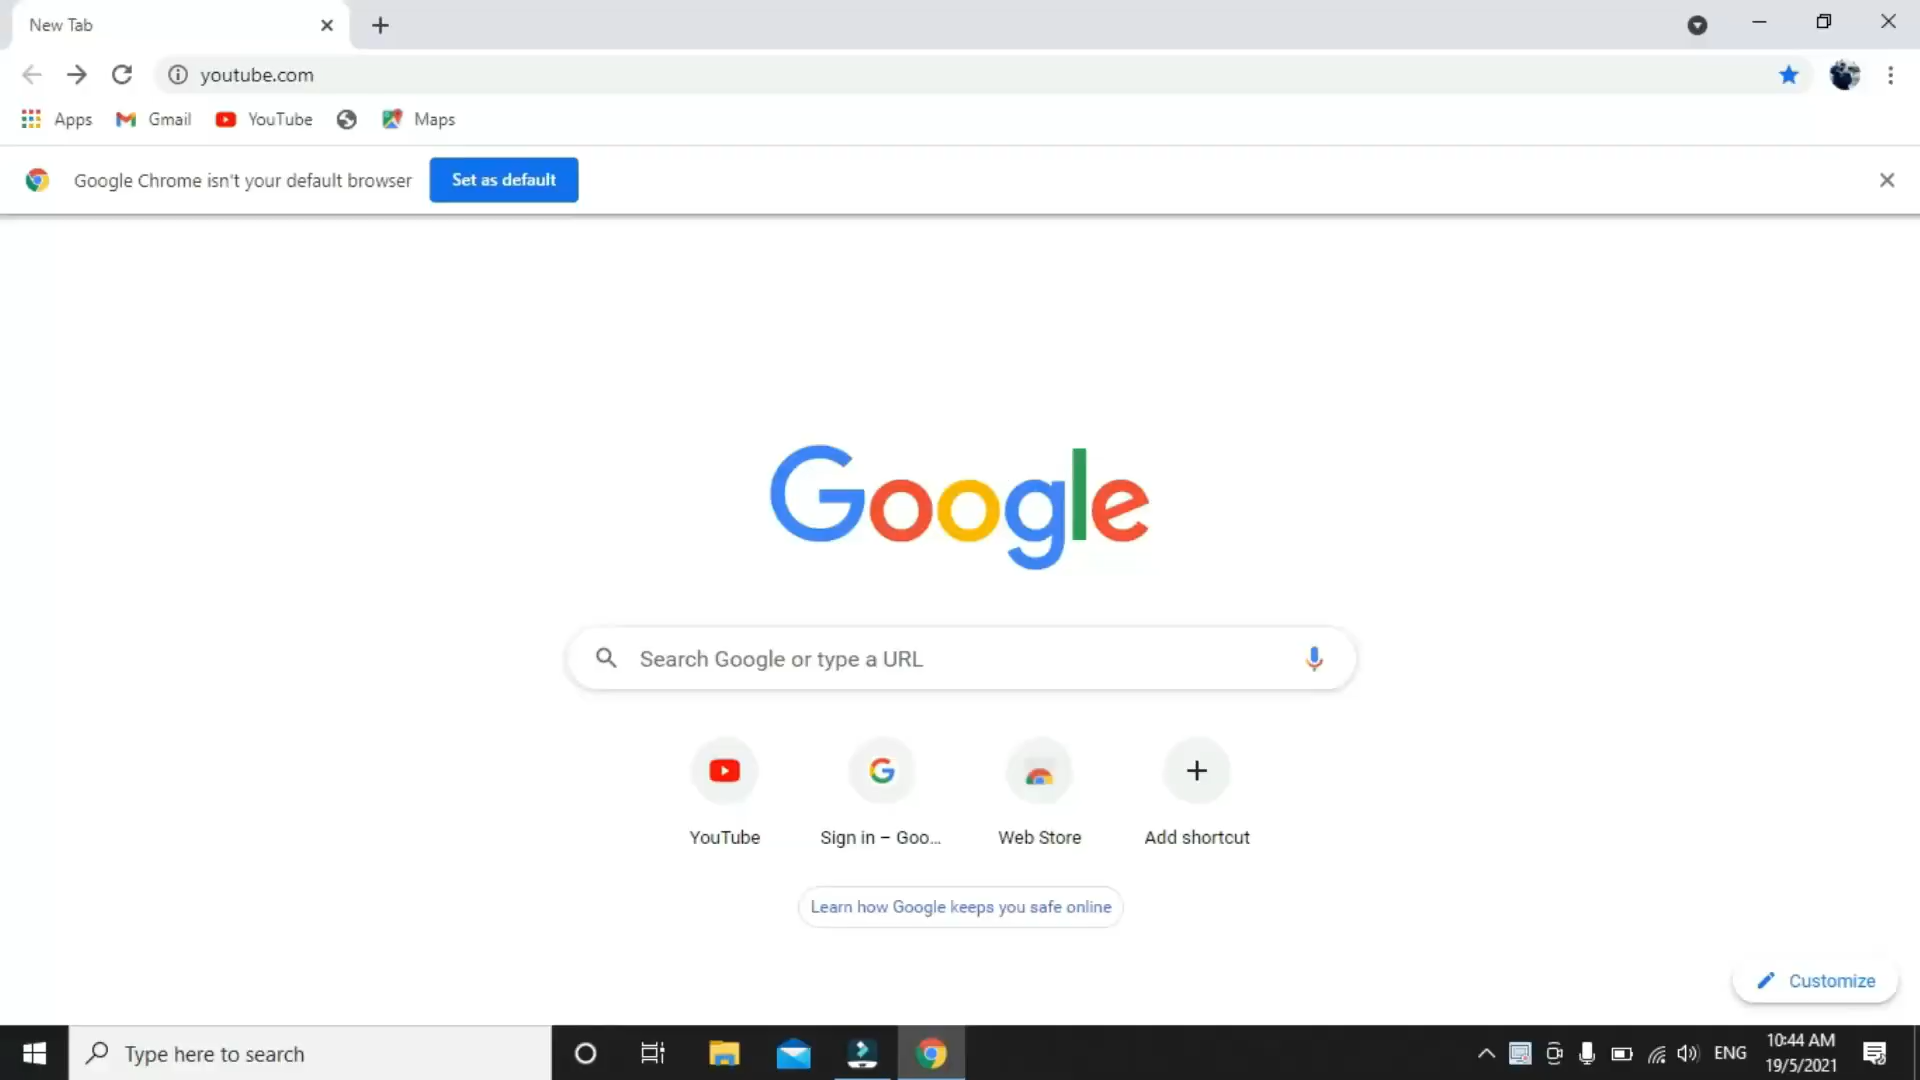 New Tab
youtube.com
Apps Gmail YouTube Maps
Google Chrome isn't your default browser Set as default
Google
Search Google or type a URL
YouTube Sign in – Goo... Web Store Add shortcut
Learn how Google keeps you safe online
Customize
Type here to search ENG 10:44 AM
19/5/2021